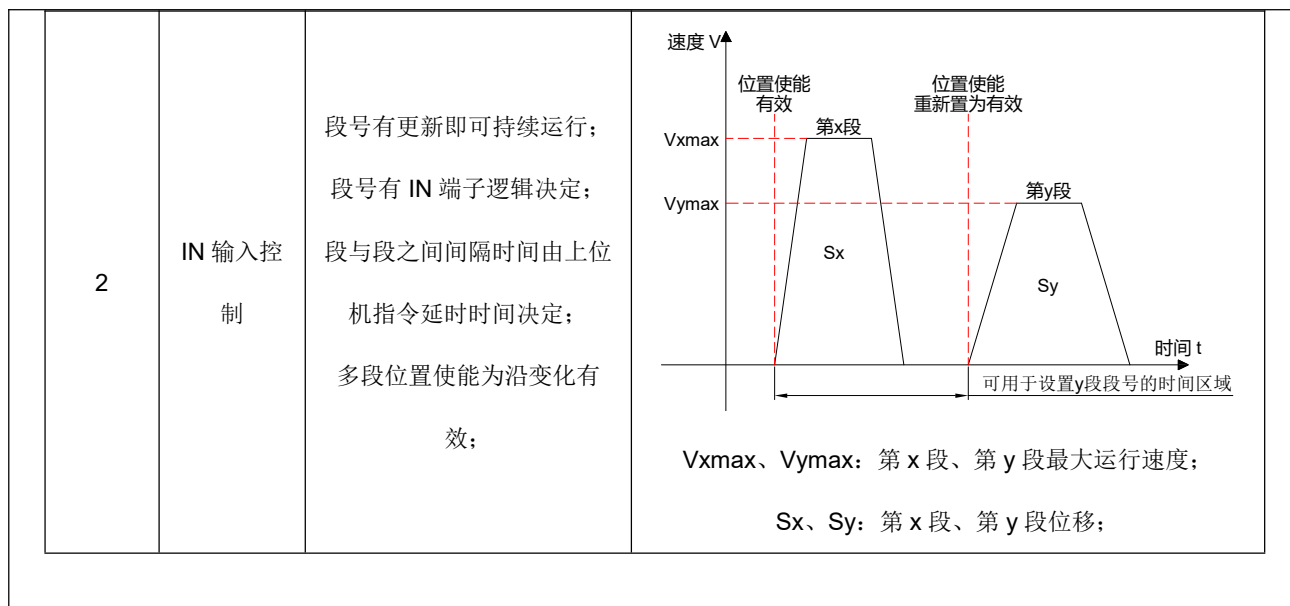 2
IN 输入控
制
段号有更新即可持续运行；
段号有 IN 端子逻辑决定；
段与段之间间隔时间由上位
机指令延时时间决定；
多段位置使能为沿变化有
效；
速度 V
位置使能
有效
位置使能
重新置为有效
第x段
Vxmax
第y段
Vymax
Sx
Sy
时间 t
可用于设置y段段号的时间区域
Vxmax、Vymax：第 x 段、第 y 段最大运行速度；
Sx、Sy：第 x 段、第 y 段位移；